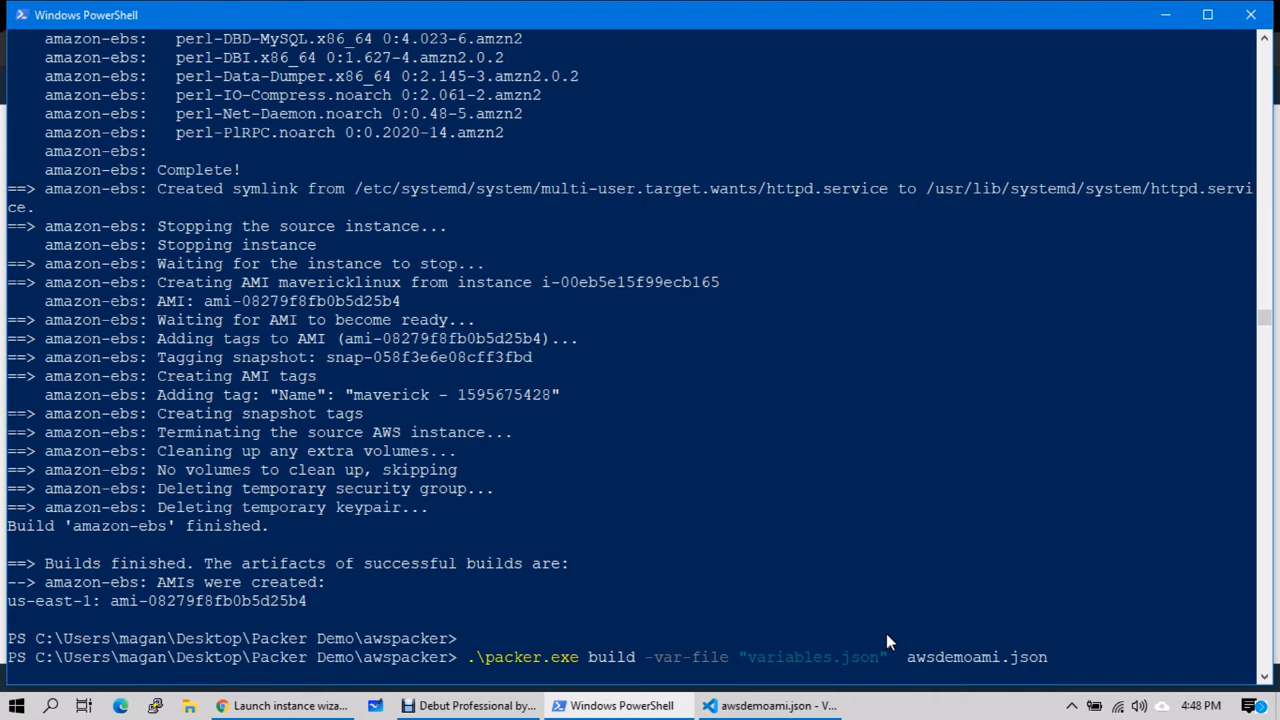 Windows PowerShell
amazon-ebs:   perl-DBD-MySQL.x86_64 0:4.023-6.amzn2
amazon-ebs:   perl-DBI.x86_64 0:1.627-4.amzn2.0.2
amazon-ebs:   perl-Data-Dumper.x86_64 0:2.145-3.amzn2.0.2
amazon-ebs:   perl-IO-Compress.noarch 0:2.061-2.amzn2
amazon-ebs:   perl-Net-Daemon.noarch 0:0.48-5.amzn2
amazon-ebs:   perl-PlRPC.noarch 0:0.2020-14.amzn2
amazon-ebs:
amazon-ebs: Complete!
==> amazon-ebs: Created symlink from /etc/systemd/system/multi-user.target.wants/httpd.service to /usr/lib/systemd/system/httpd.servi
ce.
==> amazon-ebs: Stopping the source instance...
amazon-ebs: Stopping instance
==> amazon-ebs: Waiting for the instance to stop...
==> amazon-ebs: Creating AMI mavericklinux from instance i-00eb5e15f99ecb165
amazon-ebs: AMI: ami-08279f8fb0b5d25b4
==> amazon-ebs: Waiting for AMI to become ready...
==> amazon-ebs: Adding tags to AMI (ami-08279f8fb0b5d25b4)...
==> amazon-ebs: Tagging snapshot: snap-058f3e6e08cff3fbd
==> amazon-ebs: Creating AMI tags
amazon-ebs: Adding tag: "Name": "maverick - 1595675428"
==> amazon-ebs: Creating snapshot tags
==> amazon-ebs: Terminating the source AWS instance...
==> amazon-ebs: Cleaning up any extra volumes...
==> amazon-ebs: No volumes to clean up, skipping
==> amazon-ebs: Deleting temporary security group...
==> amazon-ebs: Deleting temporary keypair...
Build 'amazon-ebs' finished.
==> Builds finished. The artifacts of successful builds are:
--> amazon-ebs: AMIs were created:
us-east-1: ami-08279f8fb0b5d25b4
PS C:\Users\magan\Desktop\Packer Demo\awspacker>
PS C:\Users\magan\Desktop\Packer Demo\awspacker> .\packer.exe build -var-file "variables.json"  awsdemoami.json
Launch instance wiza...
Debut Professional by...
Windows PowerShell
awsdemoami.json - V...
4:48 PM